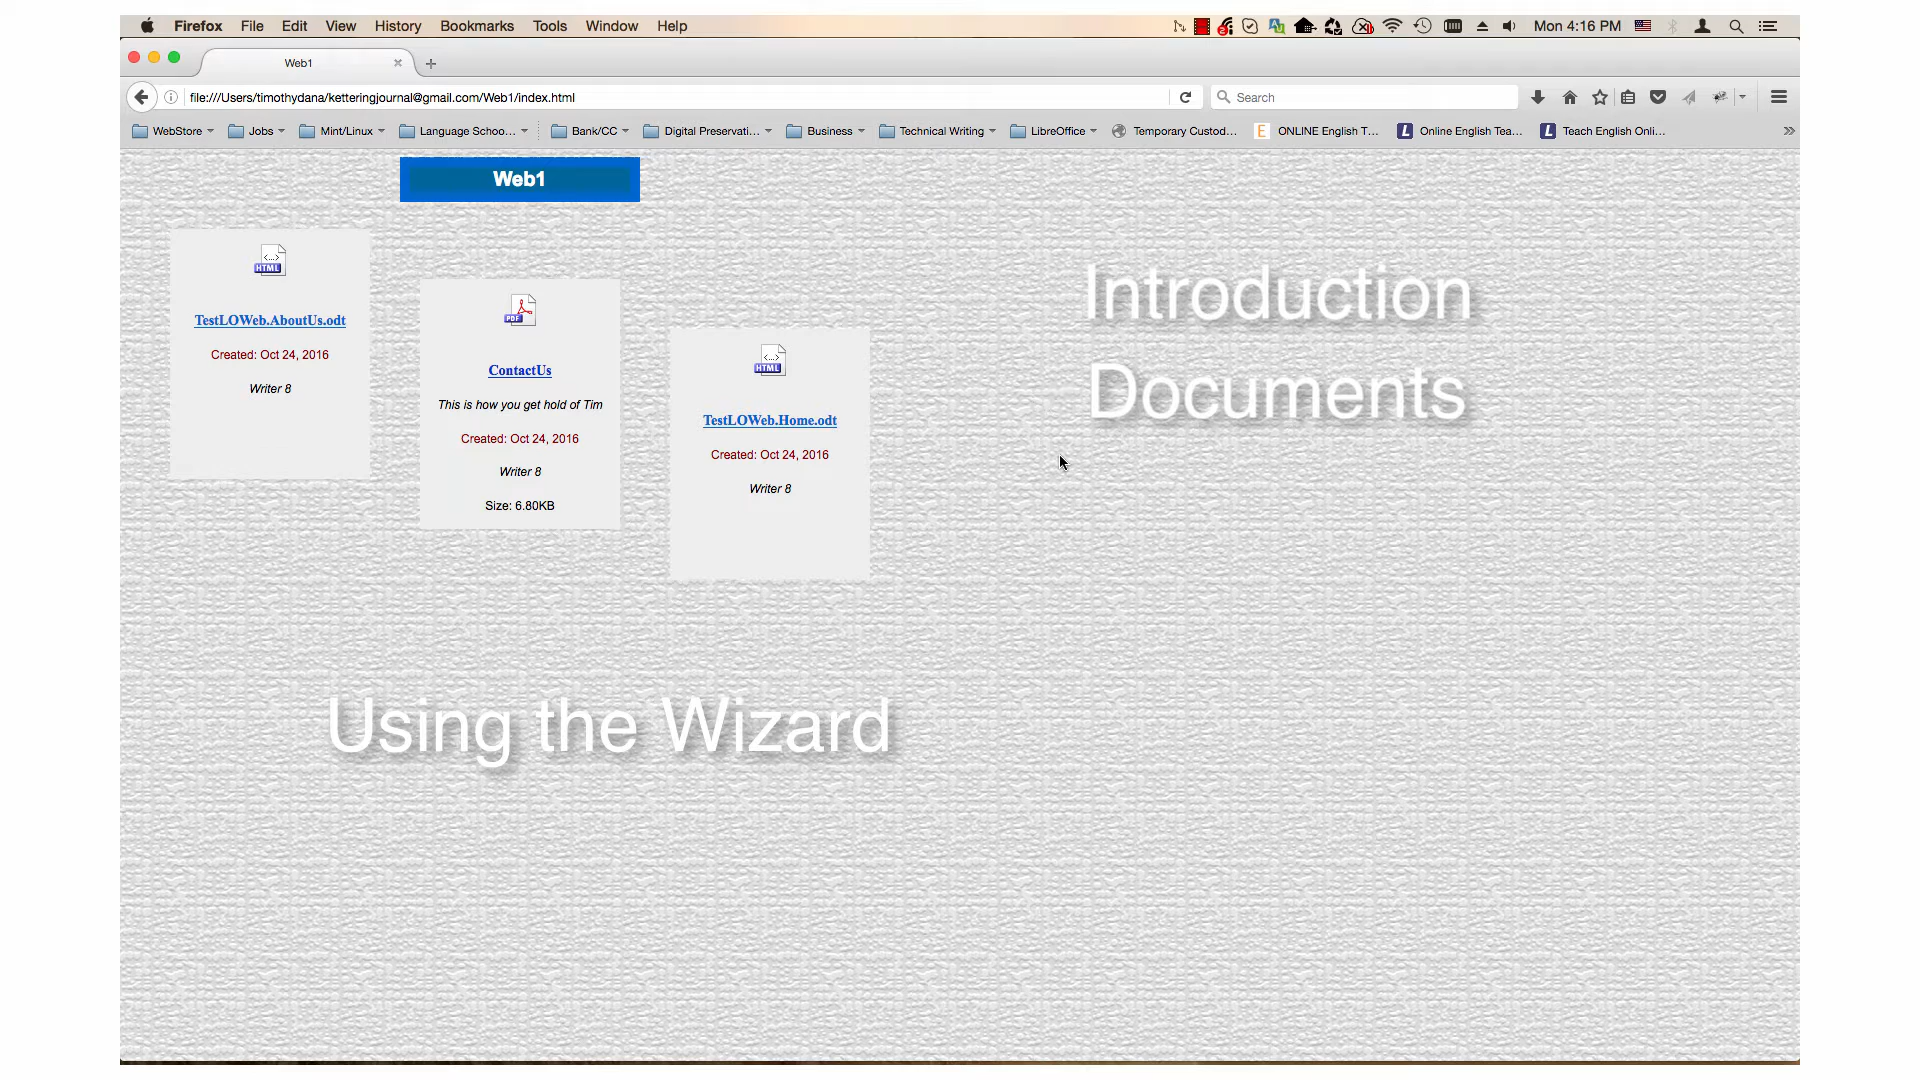 Firefox File Edit View History Bookmarks Tools Window Help Mon 4:16 PM
Web1
file:///Users/timothydana/ketteringjournal@gmail.com/Web1/index.html Search
WebStore Jobs Mint/Linux Language Schoo... Bank/CC Digital Preservati... Business Technical Writing LibreOffice Temporary Custod... E ONLINE English T... L Online English Tea... L Teach English Onli...
Web1
HTML
TestLOWeb.AboutUs.odt
Created: Oct 24, 2016
Writer 8
PDF
ContactUs
This is how you get hold of Tim
Created: Oct 24, 2016
Writer 8
Size: 6.80KB
HTML
TestLOWeb.Home.odt
Created: Oct 24, 2016
Writer 8
Introduction
Documents
Using the Wizard